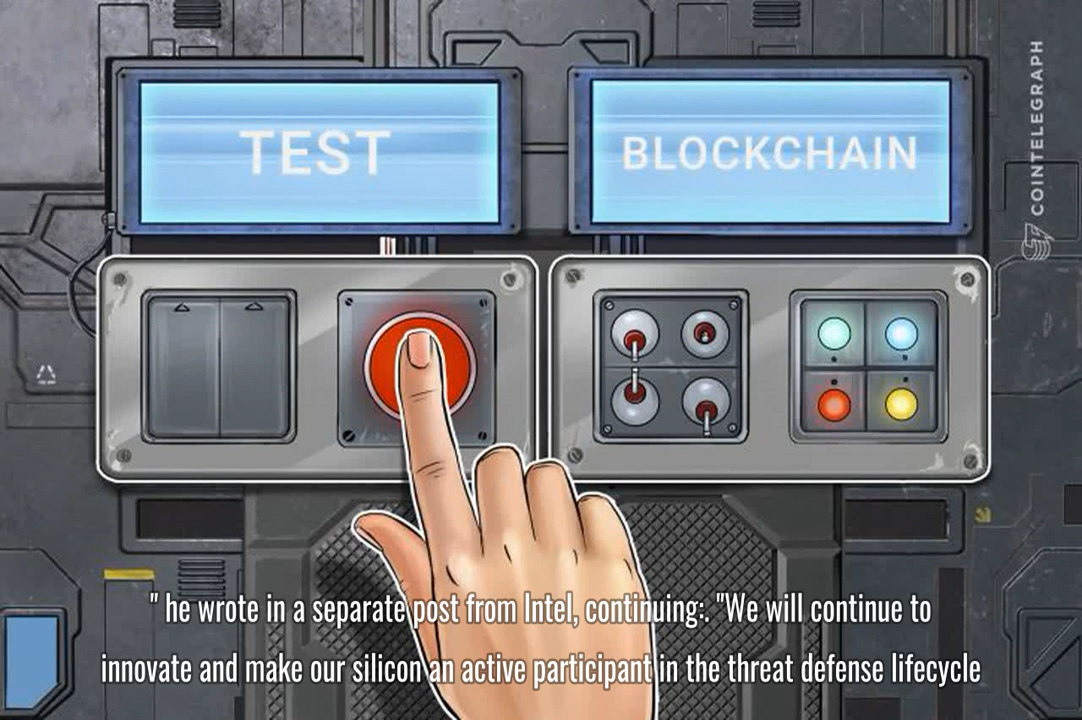 TEST
BLOCKCHAIN
COINTELEGRAPH
" he wrote in a separate post from Intel, continuing:. "We will continue to
innovate and make our silicon an active participant in the threat defense lifecycle